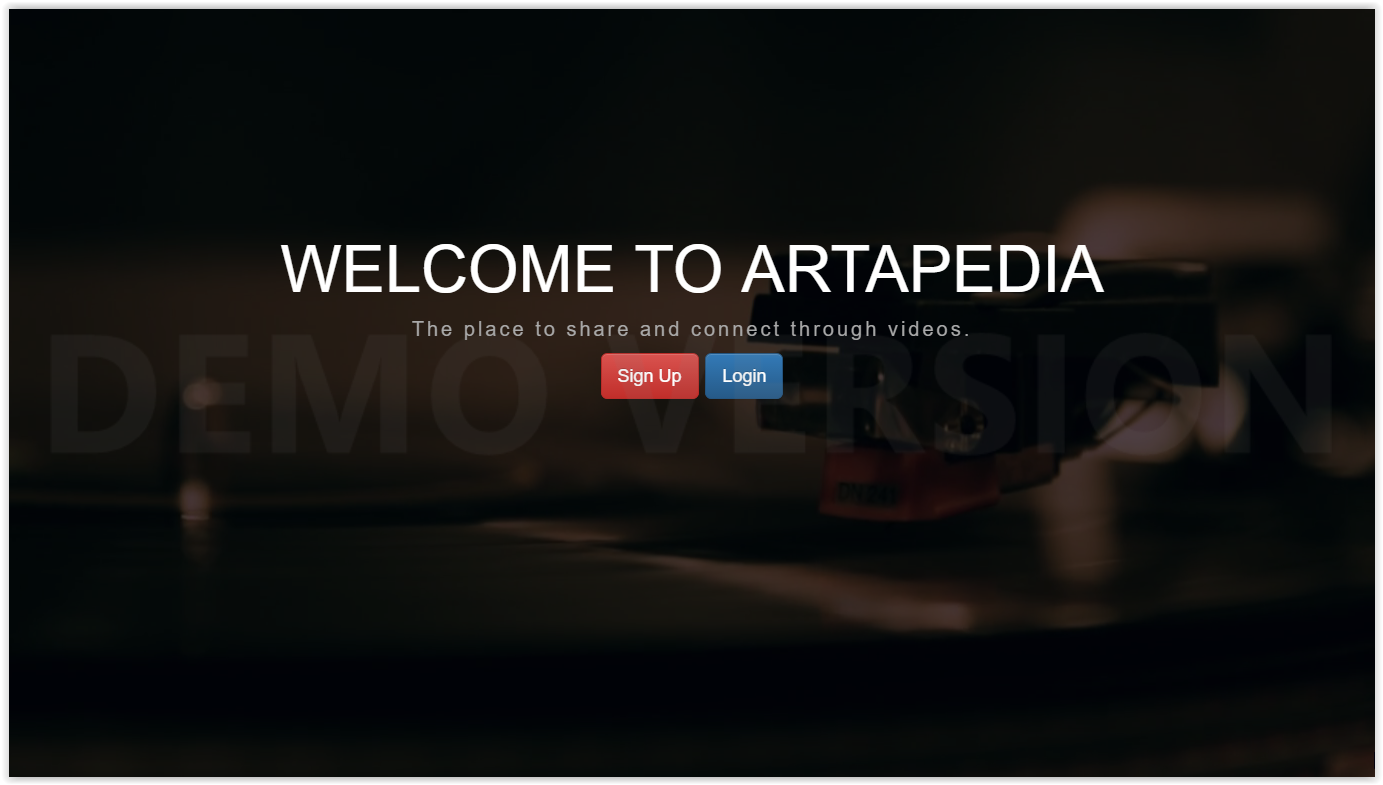 WELCOME TO ARTAPEDIA
The place to share and connect through videos.
DEMO VERSION
Sign Up Login